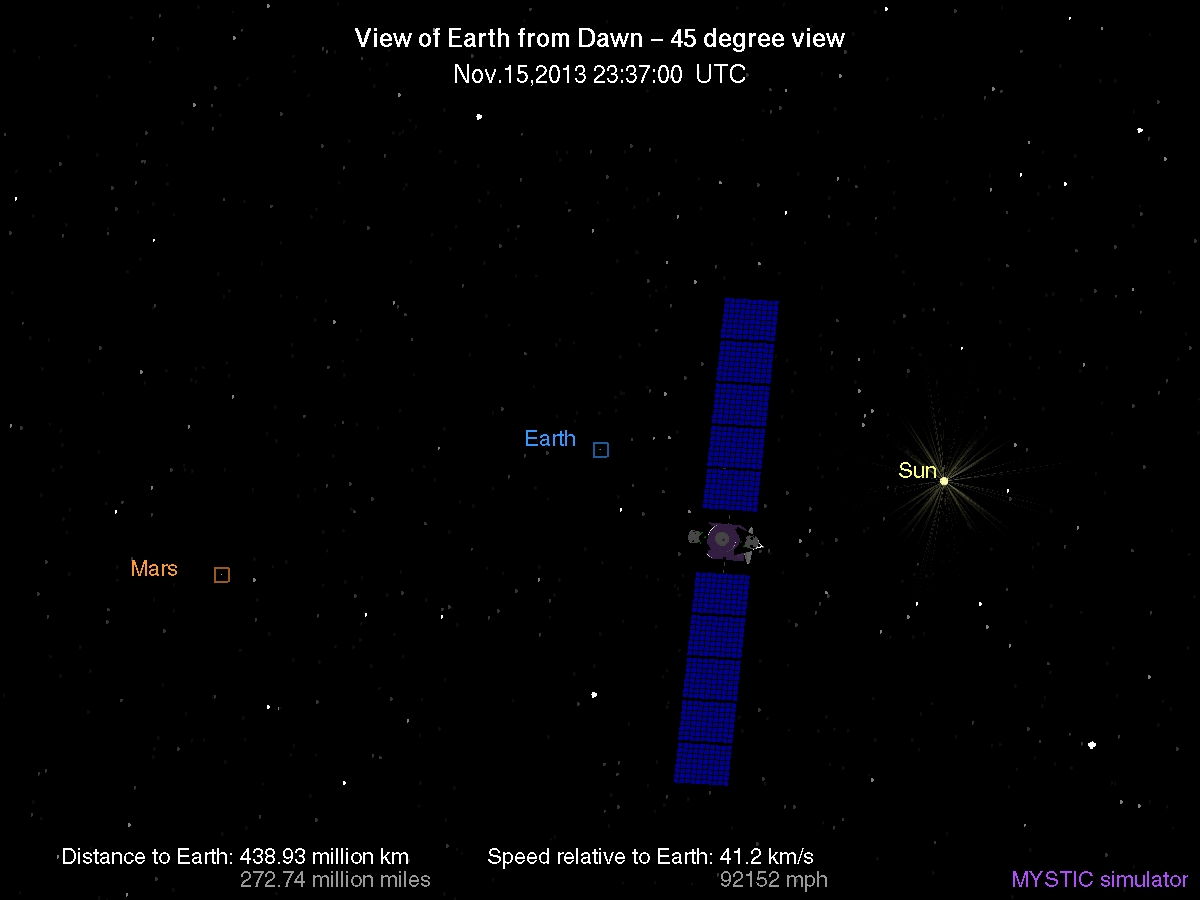 View of Earth from Dawn – 45 degree view
Nov.15,2013 23:37:00 UTC
Earth
Sun
Mars
Distance to Earth: 438.93 million km
272.74 million miles
Speed relative to Earth: 41.2 km/s
92152 mph
MYSTIC simulator